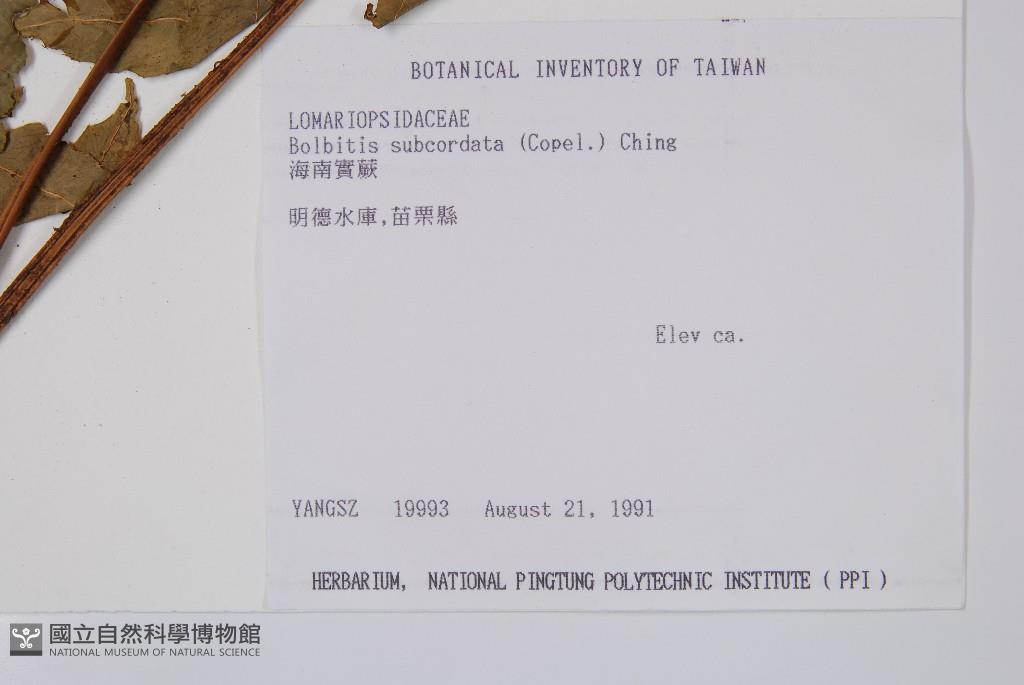 BOTANICAL INVENTORY OF TAIWAN
LOMARIOPSIDACEAE
Bolbitis subcordata (Copel.) Ching
海南實蕨
明德水庫,苗栗縣
Elev ca.
YANGSZ 19993 August 21, 1991
HERBARIUM, NATIONAL PINGTUNG POLYTECHNIC INSTITUTE ( PPI )
國立自然科學博物館
NATIONAL MUSEUM OF NATURAL SCIENCE